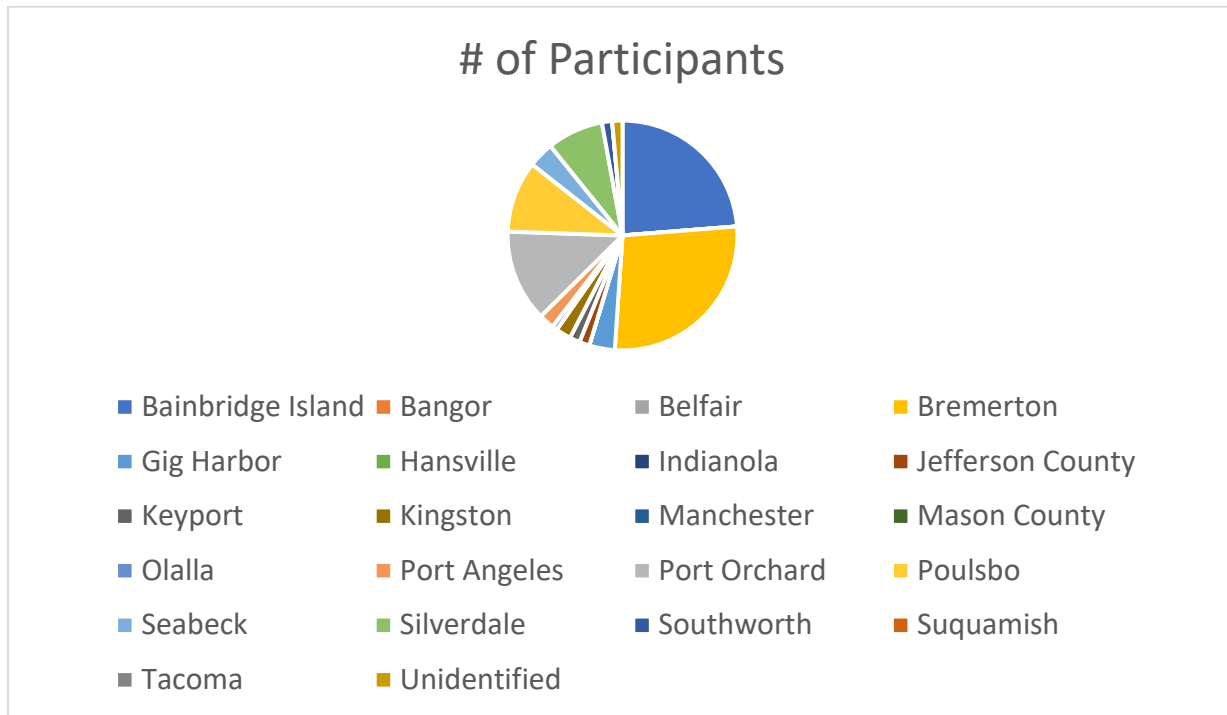 # of Participants
Bainbridge Island Bangor Belfair Bremerton
Gig Harbor Hansville Indianola Jefferson County
Keyport Kingston Manchester Mason County
Olalla Port Angeles Port Orchard Poulsbo
Seabeck Silverdale Southworth Suquamish
Tacoma Unidentified